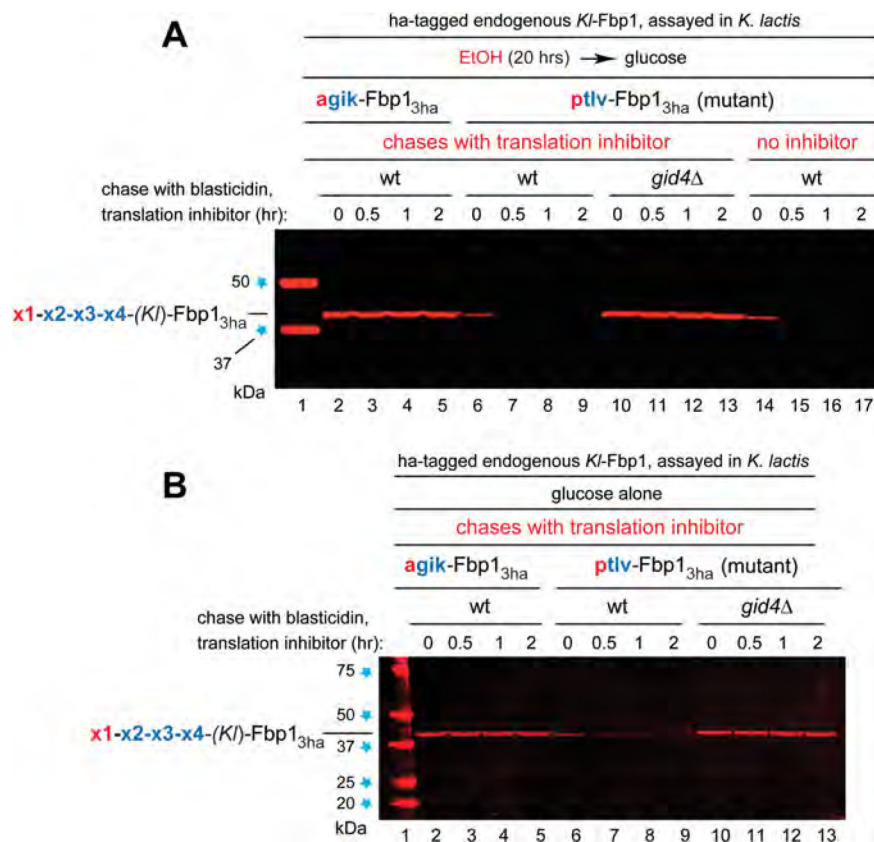 A
ha-tagged endogenous Kl-Fbp1, assayed in K. lactis
EtOH (20 hrs) → glucose
agik-Fbp13ha ptlv-Fbp13ha (mutant)
chases with translation inhibitor no inhibitor
wt wt gid4Δ wt
chase with blasticidin,
translation inhibitor (hr): 0 0.5 1 2 0 0.5 1 2 0 0.5 1 2 0 0.5 1 2
50
x1-x2-x3-x4-(Kl)-Fbp13ha
37
kDa
1 2 3 4 5 6 7 8 9 10 11 12 13 14 15 16 17
B
ha-tagged endogenous Kl-Fbp1, assayed in K. lactis
glucose alone
chases with translation inhibitor
agik-Fbp13ha ptlv-Fbp13ha (mutant)
wt wt gid4Δ
chase with blasticidin,
translation inhibitor (hr): 0 0.5 1 2 0 0.5 1 2 0 0.5 1 2
75
50
x1-x2-x3-x4-(Kl)-Fbp13ha
37
25
20
kDa
1 2 3 4 5 6 7 8 9 10 11 12 13